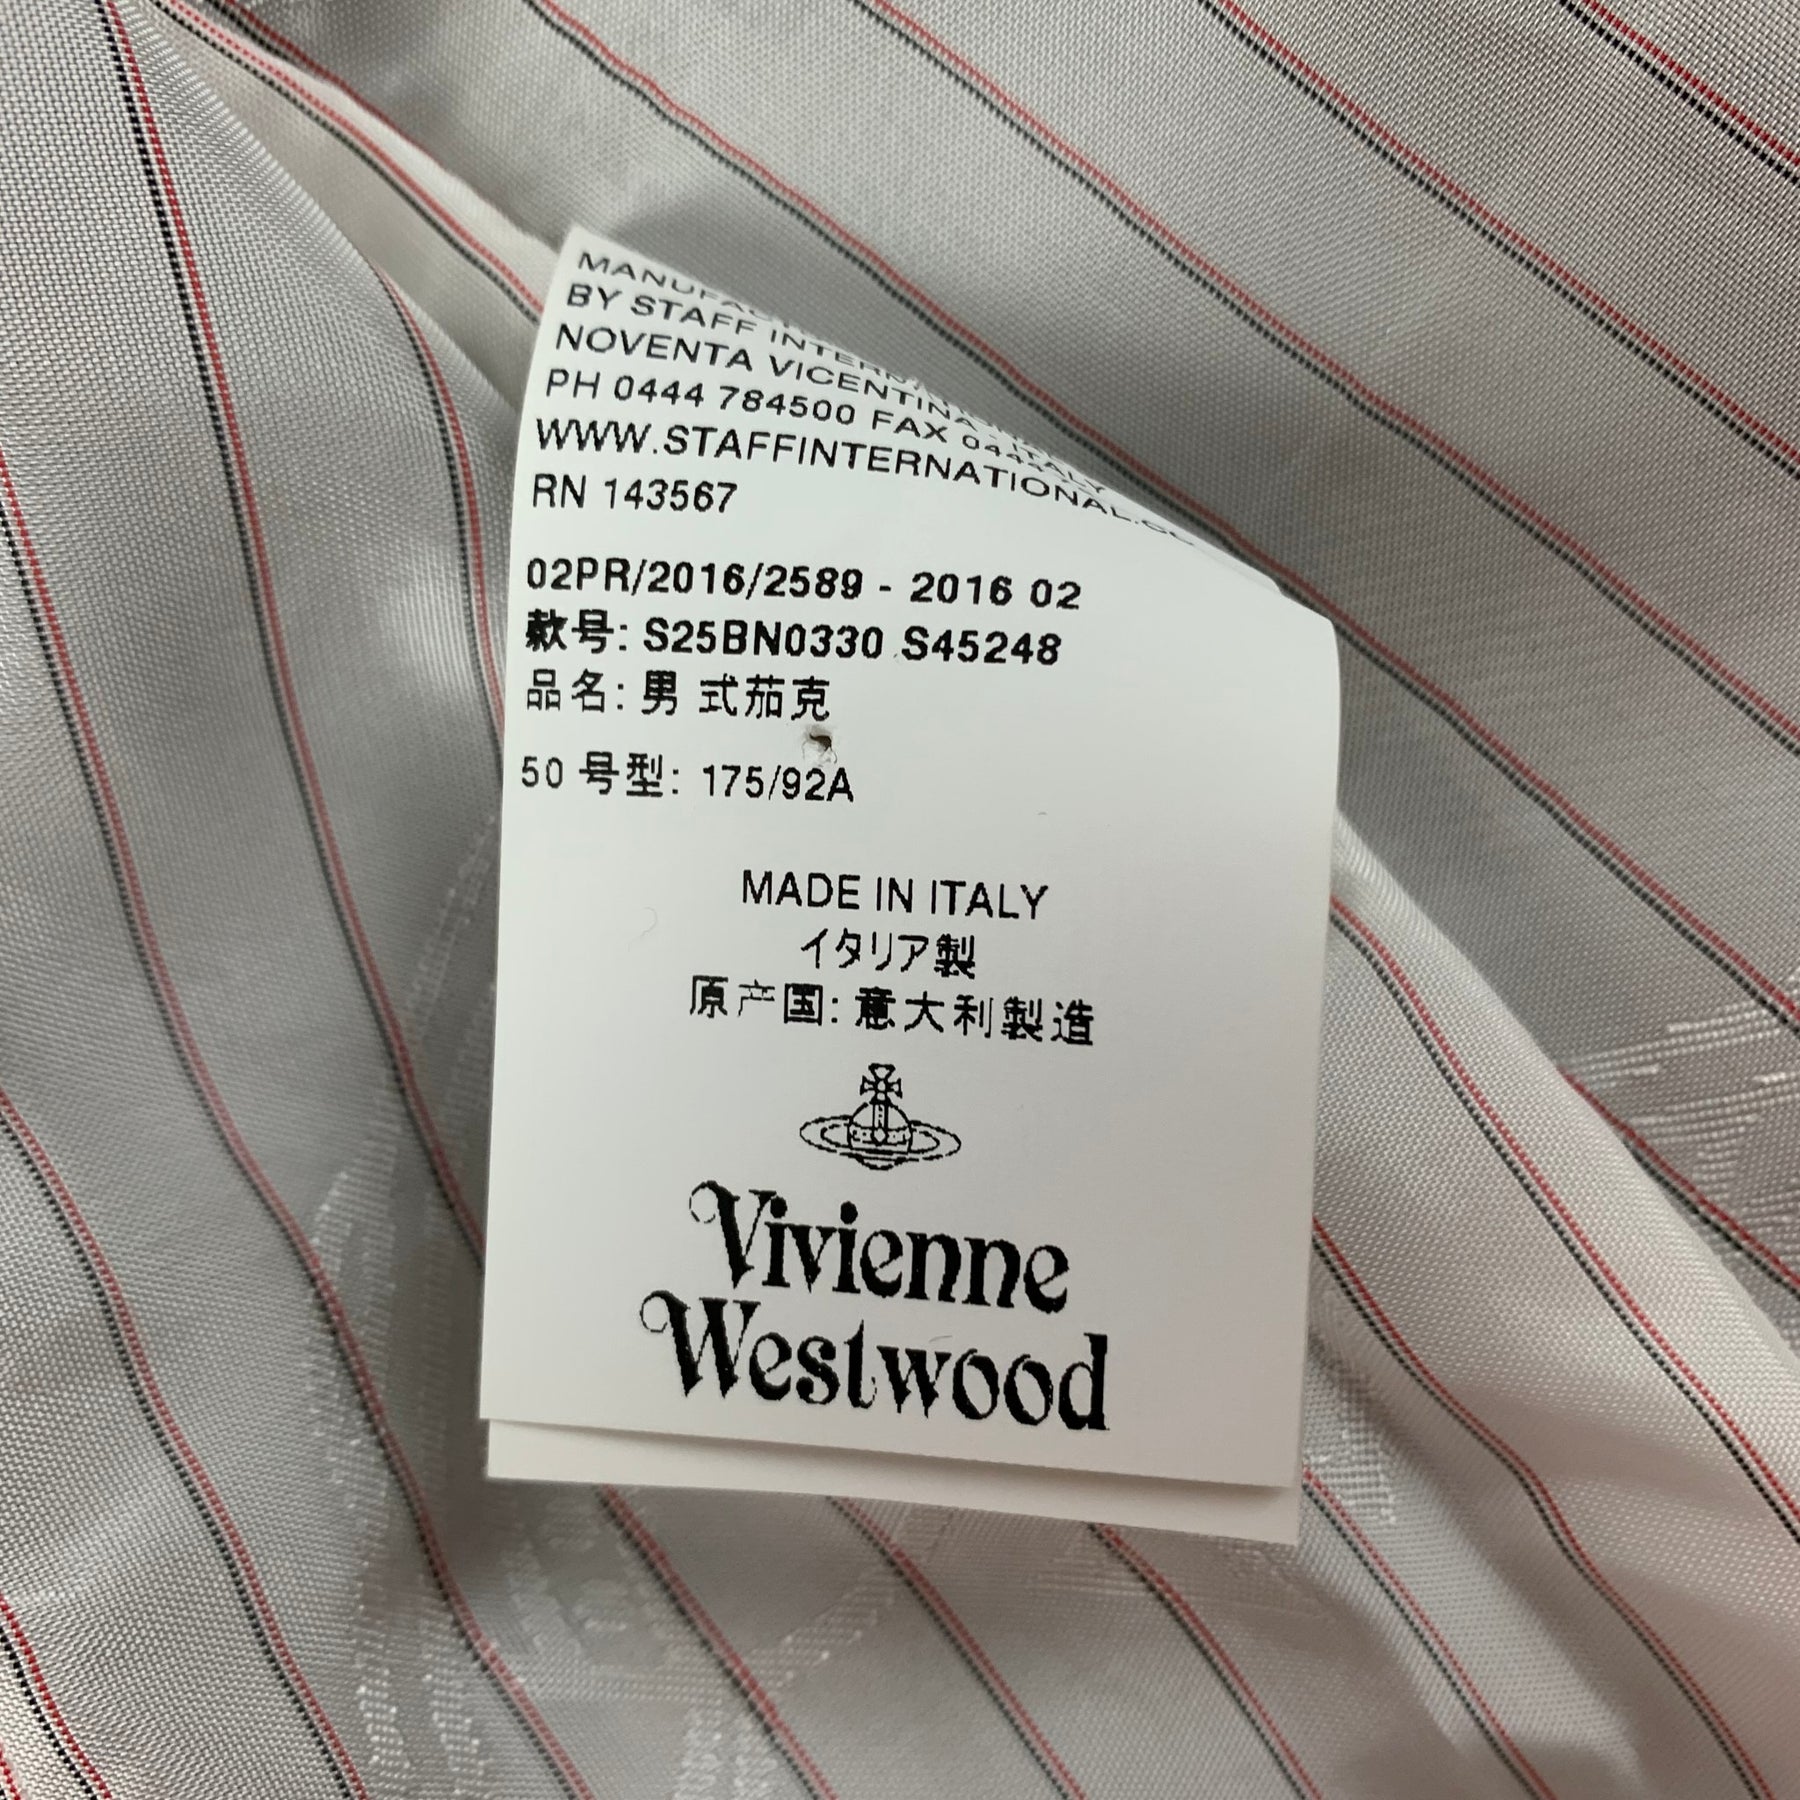 BY STAFF
NOVENTA VICENTINA - ITALY
PH 0444 784500 FAX
WWW.STAFFINTERNATIONAL.
RN 143567
02PR/2016/2589 - 2016 02
款号: S25BN0330 S45248
品名: 男 式茄克
50 号型: 175/92A
MADE IN ITALY
イタリア製
原产国: 意大利製造
Vivienne
Westwood